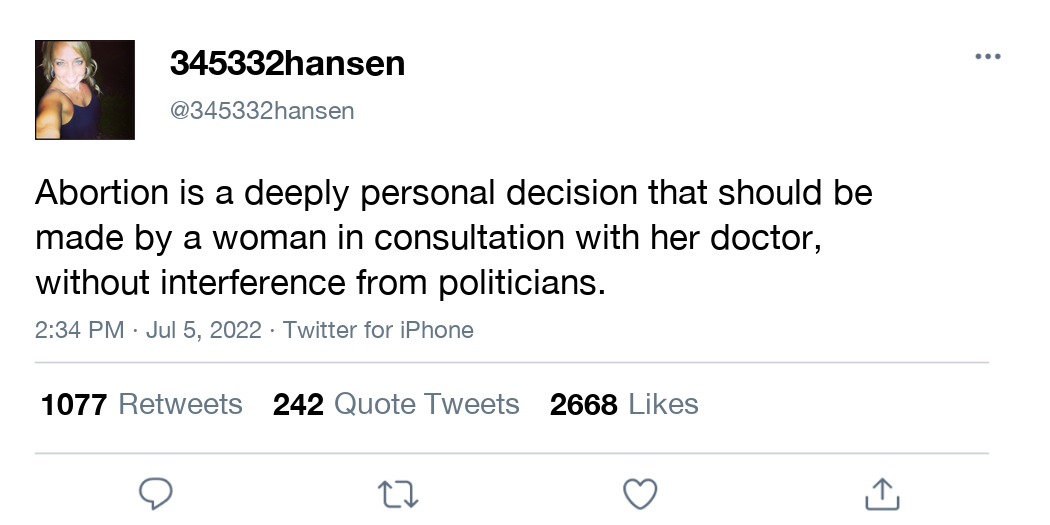 345332hansen
@345332hansen
Abortion is a deeply personal decision that should be
made by a woman in consultation with her doctor,
without interference from politicians.
2:34 PM · Jul 5, 2022 · Twitter for iPhone
1077 Retweets 242 Quote Tweets 2668 Likes